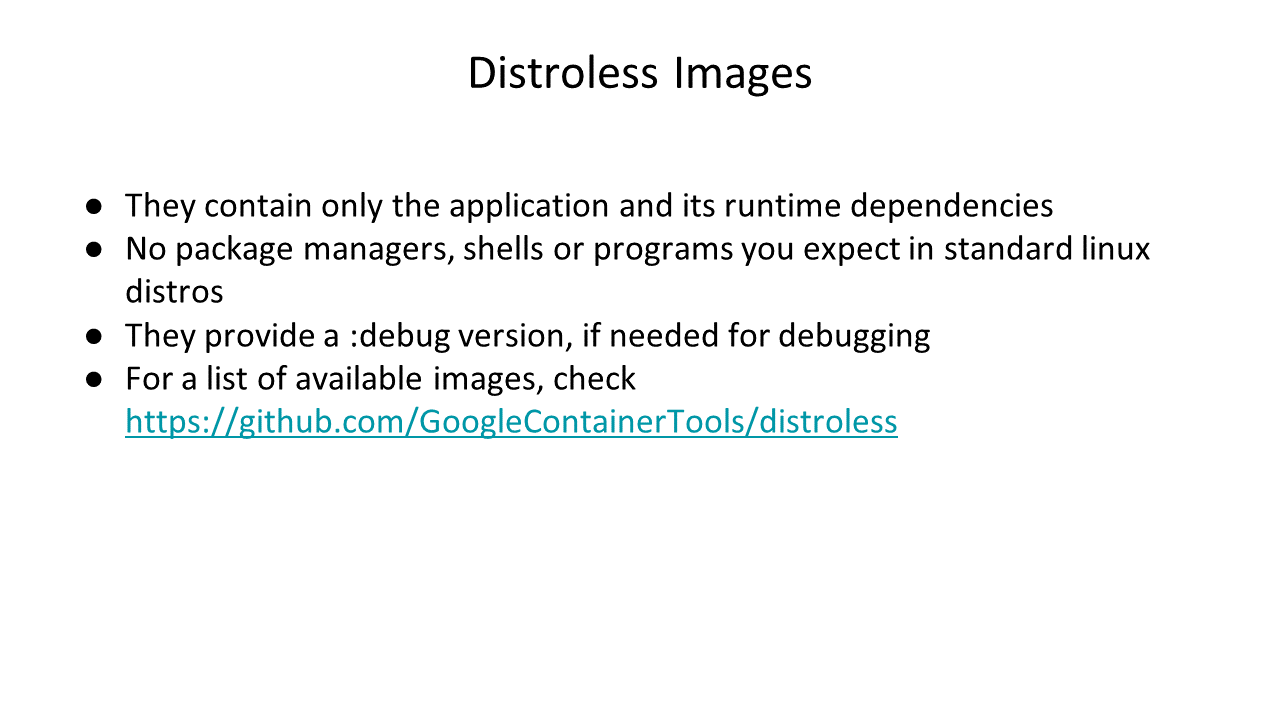 Distroless Images
● They contain only the application and its runtime dependencies
● No package managers, shells or programs you expect in standard linux
distros
● They provide a :debug version, if needed for debugging
● For a list of available images, check
https://github.com/GoogleContainerTools/distroless